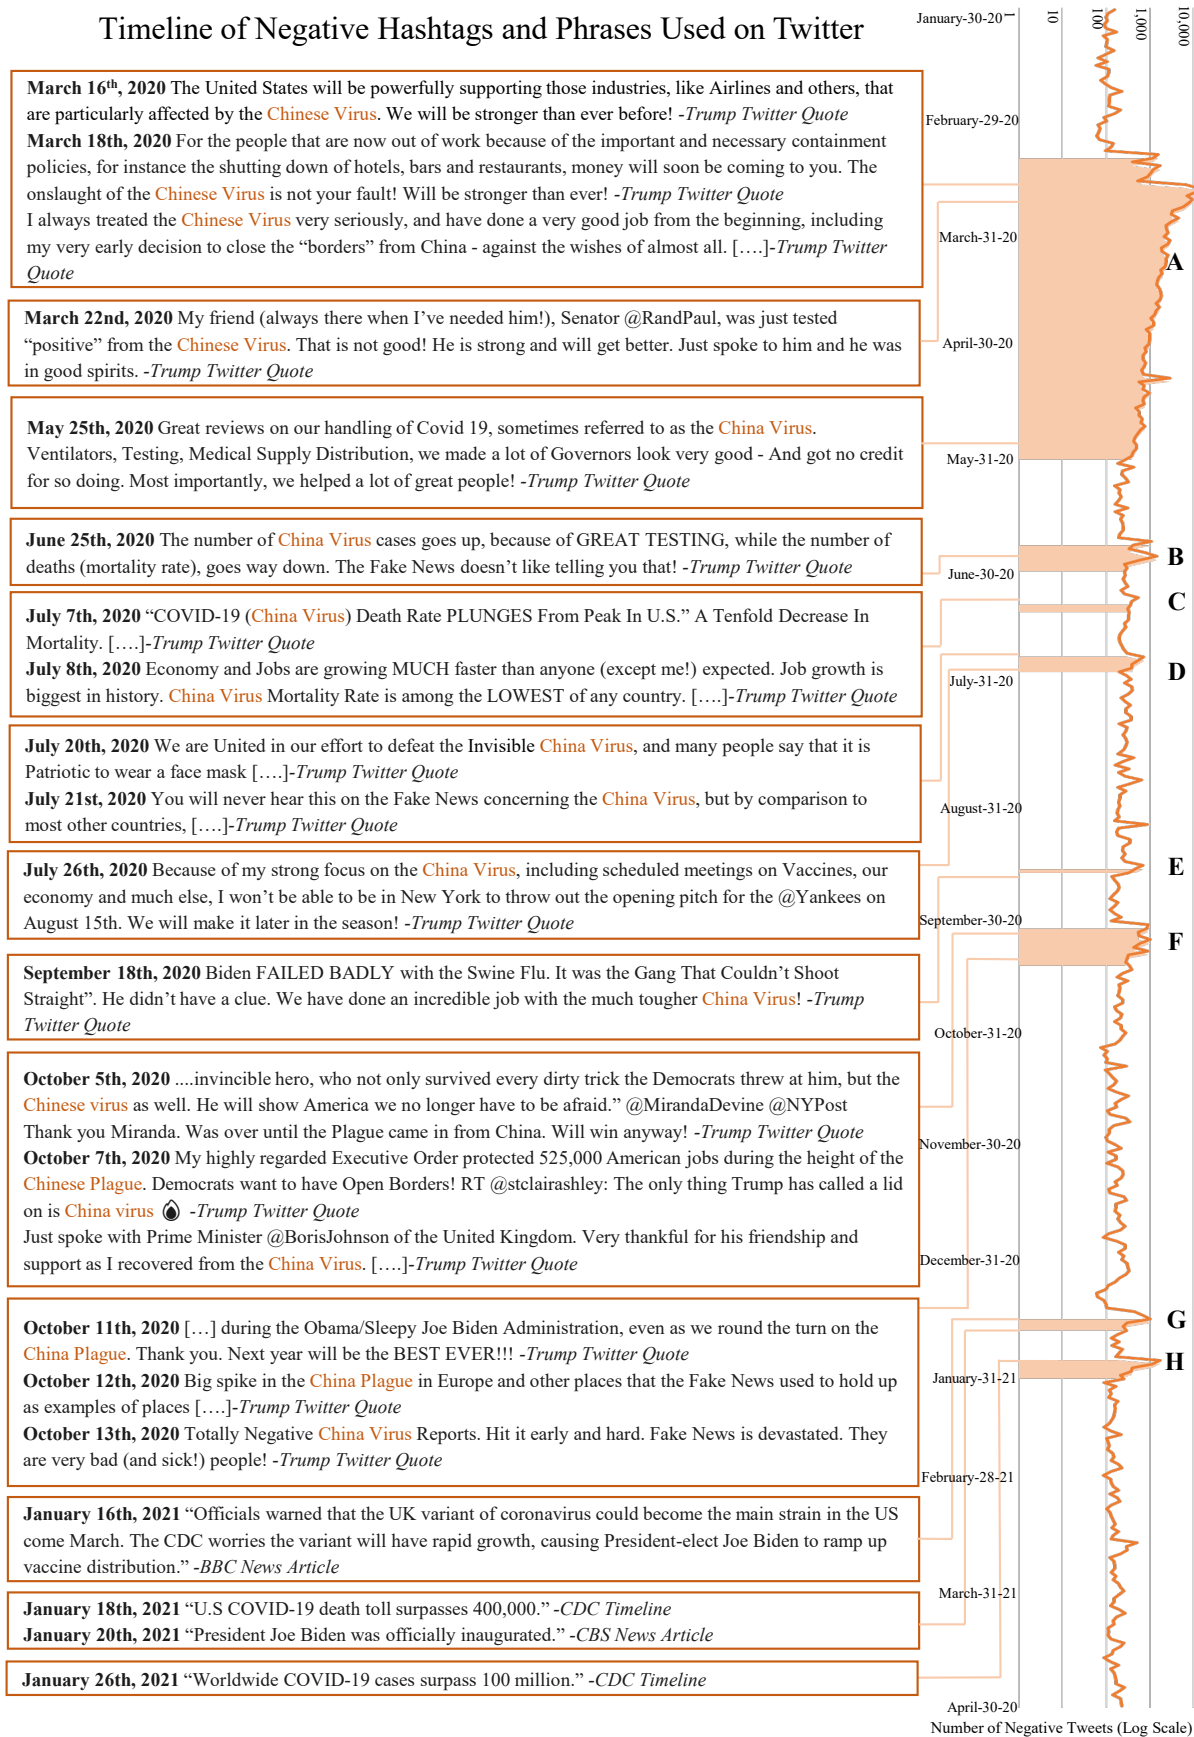 Timeline of Negative Hashtags and Phrases Used on Twitter
March 16th, 2020 The United States will be powerfully supporting those industries, like Airlines and others, that
are particularly affected by the Chinese Virus. We will be stronger than ever before! -Trump Twitter Quote
March 18th, 2020 For the people that are now out of work because of the important and necessary containment
policies, for instance the shutting down of hotels, bars and restaurants, money will soon be coming to you. The
onslaught of the Chinese Virus is not your fault! Will be stronger than ever! -Trump Twitter Quote
I always treated the Chinese Virus very seriously, and have done a very good job from the beginning, including
my very early decision to close the “borders” from China - against the wishes of almost all. [….]-Trump Twitter
Quote
March 22nd, 2020 My friend (always there when I’ve needed him!), Senator @RandPaul, was just tested
“positive” from the Chinese Virus. That is not good! He is strong and will get better. Just spoke to him and he was
in good spirits. -Trump Twitter Quote
May 25th, 2020 Great reviews on our handling of Covid 19, sometimes referred to as the China Virus.
Ventilators, Testing, Medical Supply Distribution, we made a lot of Governors look very good - And got no credit
for so doing. Most importantly, we helped a lot of great people! -Trump Twitter Quote
June 25th, 2020 The number of China Virus cases goes up, because of GREAT TESTING, while the number of
deaths (mortality rate), goes way down. The Fake News doesn’t like telling you that! -Trump Twitter Quote
July 7th, 2020 “COVID-19 (China Virus) Death Rate PLUNGES From Peak In U.S.” A Tenfold Decrease In
Mortality. [….]-Trump Twitter Quote
July 8th, 2020 Economy and Jobs are growing MUCH faster than anyone (except me!) expected. Job growth is
biggest in history. China Virus Mortality Rate is among the LOWEST of any country. [….]-Trump Twitter Quote
July 20th, 2020 We are United in our effort to defeat the Invisible China Virus, and many people say that it is
Patriotic to wear a face mask [….]-Trump Twitter Quote
July 21st, 2020 You will never hear this on the Fake News concerning the China Virus, but by comparison to
most other countries, [….]-Trump Twitter Quote
July 26th, 2020 Because of my strong focus on the China Virus, including scheduled meetings on Vaccines, our
economy and much else, I won’t be able to be in New York to throw out the opening pitch for the @Yankees on
August 15th. We will make it later in the season! -Trump Twitter Quote
September 18th, 2020 Biden FAILED BADLY with the Swine Flu. It was the Gang That Couldn’t Shoot
Straight”. He didn’t have a clue. We have done an incredible job with the much tougher China Virus! -Trump
Twitter Quote
October 5th, 2020 ....invincible hero, who not only survived every dirty trick the Democrats threw at him, but the
Chinese virus as well. He will show America we no longer have to be afraid.” @MirandaDevine @NYPost
Thank you Miranda. Was over until the Plague came in from China. Will win anyway! -Trump Twitter Quote
October 7th, 2020 My highly regarded Executive Order protected 525,000 American jobs during the height of the
Chinese Plague. Democrats want to have Open Borders! RT @stclairashley: The only thing Trump has called a lid
on is China virus -Trump Twitter Quote
Just spoke with Prime Minister @BorisJohnson of the United Kingdom. Very thankful for his friendship and
support as I recovered from the China Virus. [….]-Trump Twitter Quote
October 11th, 2020 […] during the Obama/Sleepy Joe Biden Administration, even as we round the turn on the
China Plague. Thank you. Next year will be the BEST EVER!!! -Trump Twitter Quote
October 12th, 2020 Big spike in the China Plague in Europe and other places that the Fake News used to hold up
as examples of places [….]-Trump Twitter Quote
October 13th, 2020 Totally Negative China Virus Reports. Hit it early and hard. Fake News is devastated. They
are very bad (and sick!) people! -Trump Twitter Quote
January 16th, 2021 “Officials warned that the UK variant of coronavirus could become the main strain in the US
come March. The CDC worries the variant will have rapid growth, causing President-elect Joe Biden to ramp up
vaccine distribution.” -BBC News Article
January 18th, 2021 “U.S COVID-19 death toll surpasses 400,000.” -CDC Timeline
January 20th, 2021 “President Joe Biden was officially inaugurated.” -CBS News Article
January 26th, 2021 “Worldwide COVID-19 cases surpass 100 million.” -CDC Timeline
1
10
100
1,000
10,000
January-30-20
February-29-20
March-31-20
April-30-20
May-31-20
June-30-20
July-31-20
August-31-20
September-30-20
October-31-20
November-30-20
December-31-20
January-31-21
February-28-21
March-31-21
April-30-20
A
B
C
D
E
F
G
H
Number of Negative Tweets (Log Scale)